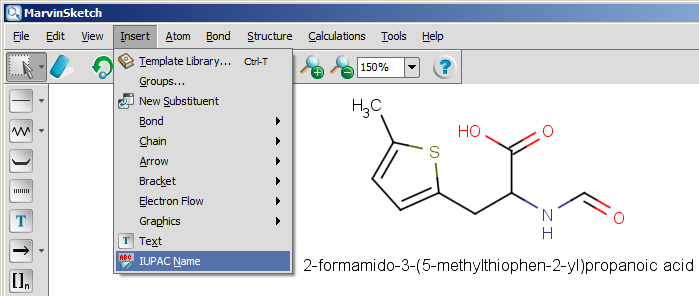 MarvinSketch
File Edit View Insert Atom Bond Structure Calculations Tools Help
150% ?
Template Library... Ctrl-T
Groups...
New Substituent
Bond
Chain
Arrow
Bracket
Electron Flow
Graphics
T Text
ABC IUPAC Name
T
[]n
H3C
S
HO
O
N
H
O
2-formamido-3-(5-methylthiophen-2-yl)propanoic acid